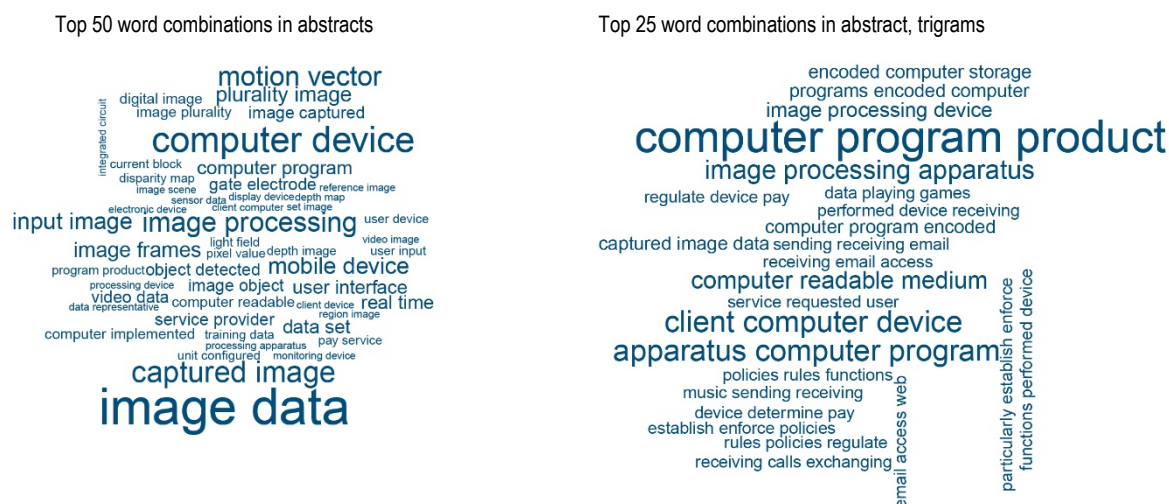 Top 50 word combinations in abstracts
motion vector
digital image
plurality image
image plurality
image captured
integrated circuit
computer device
current block
computer program
disparity map
gate electrode
image scene
reference image
sensor data
display device
depth map
electronic device
client computer
set image
input image
image processing
user device
light field
video image
image frames
pixel value
depth image
user input
program product
object detected
mobile device
processing device
image object
user interface
video data
computer readable
client device
real time
data representative
region image
service provider
data set
computer implemented
training data
pay service
processing apparatus
unit configured
monitoring device
captured image
image data
Top 25 word combinations in abstract, trigrams
encoded computer storage
programs encoded computer
image processing device
computer program product
image processing apparatus
regulate device pay
data playing games
performed device receiving
computer program encoded
captured image data
sending receiving email
receiving email access
computer readable medium
service requested user
client computer device
apparatus computer program
policies rules functions
music sending receiving
device determine pay
establish enforce policies
rules policies regulate
receiving calls exchanging
email access web
particularly establish enforce
functions performed device